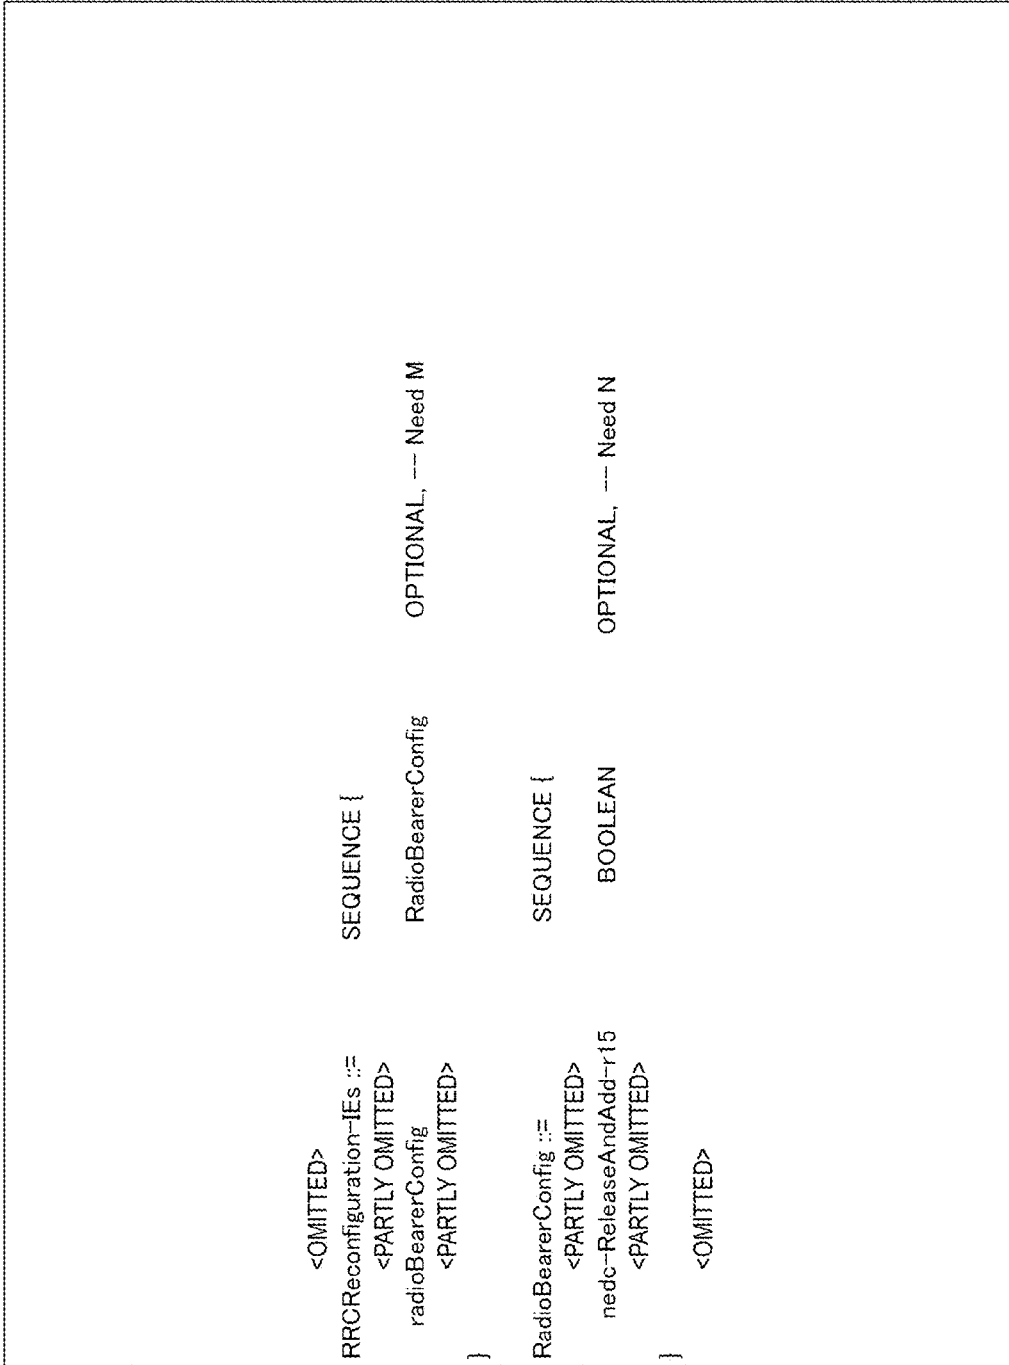 <OMITTED>
RRCReconfiguration-IEs ::= SEQUENCE {
<PARTLY OMITTED>
radioBearerConfig RadioBearerConfig OPTIONAL, -- Need M
<PARTLY OMITTED>
}
RadioBearerConfig ::= SEQUENCE {
<PARTLY OMITTED>
nedc-ReleaseAndAdd-r15 BOOLEAN OPTIONAL, -- Need N
<PARTLY OMITTED>
}
<OMITTED>